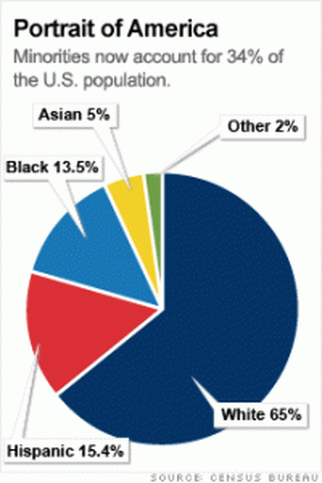 Portrait of America
Minorities now account for 34% of
the U.S. population.
Asian 5%
Other 2%
Black 13.5%
White 65%
Hispanic 15.4%
SOURCE: CENSUS BUREAU